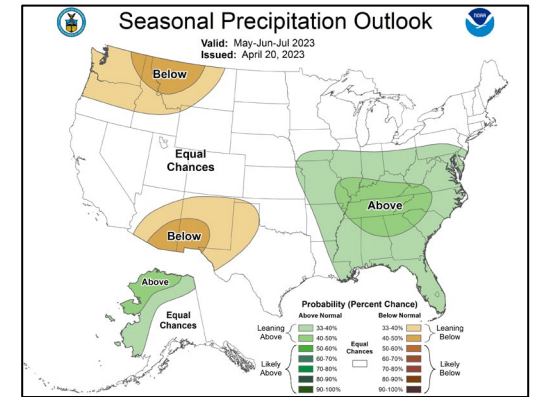 Seasonal Precipitation Outlook
Valid: May-Jun-Jul 2023
Issued: April 20, 2023
noaa
Below
Equal
Chances
Above
Below
Above
Equal
Chances
Probability (Percent Chance)
Above Normal Below Normal
Leaning
Above
33-40%
40-50%
Likely
Above
50-60%
60-70%
70-80%
80-90%
90-100%
Equal
Chances
33-40%
40-50%
Leaning
Below
50-60%
60-70%
70-80%
80-90%
90-100%
Likely
Below